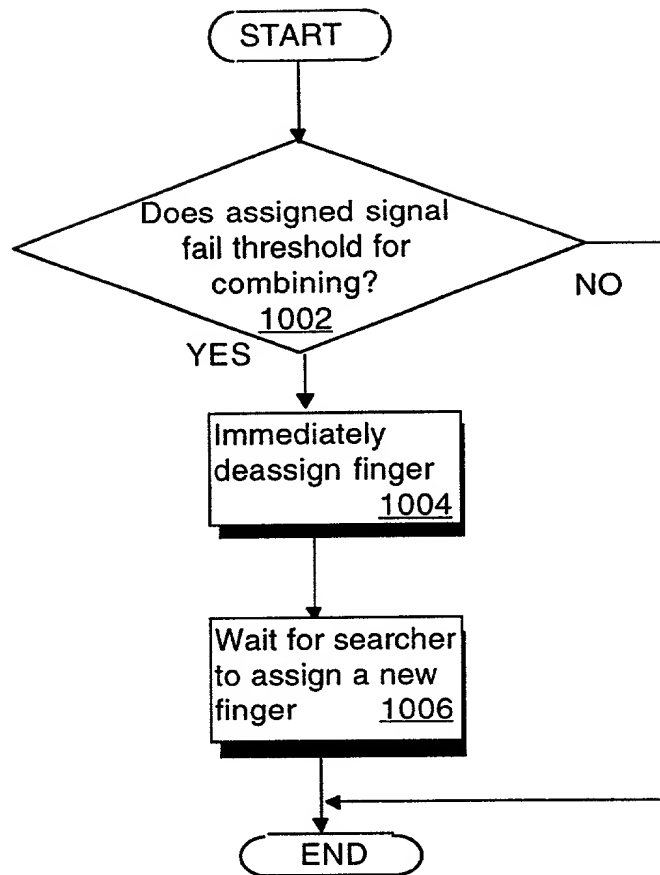 START
Does assigned signal
fail threshold for
combining?
1002
NO
YES
Immediately
deassign finger
1004
Wait for searcher
to assign a new
finger 1006
END